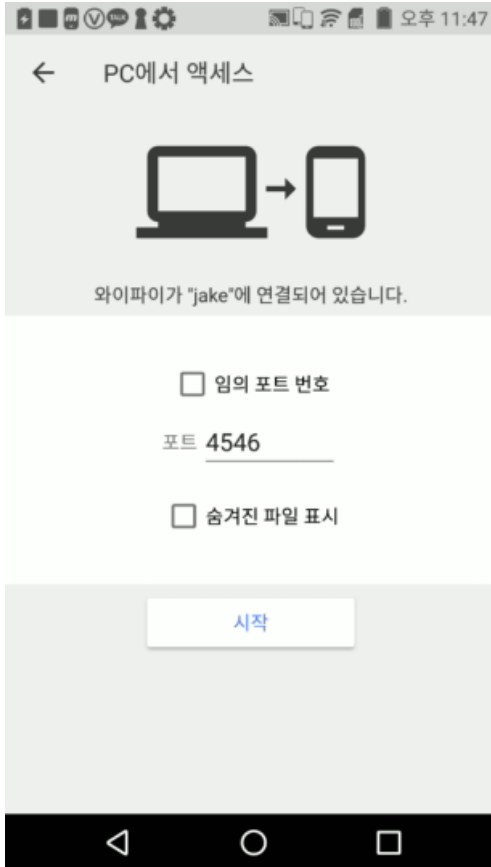 오후 11:47
PC에서 액세스
와이파이가 "jake"에 연결되어 있습니다.
임의 포트 번호
포트 4546
숨겨진 파일 표시
시작